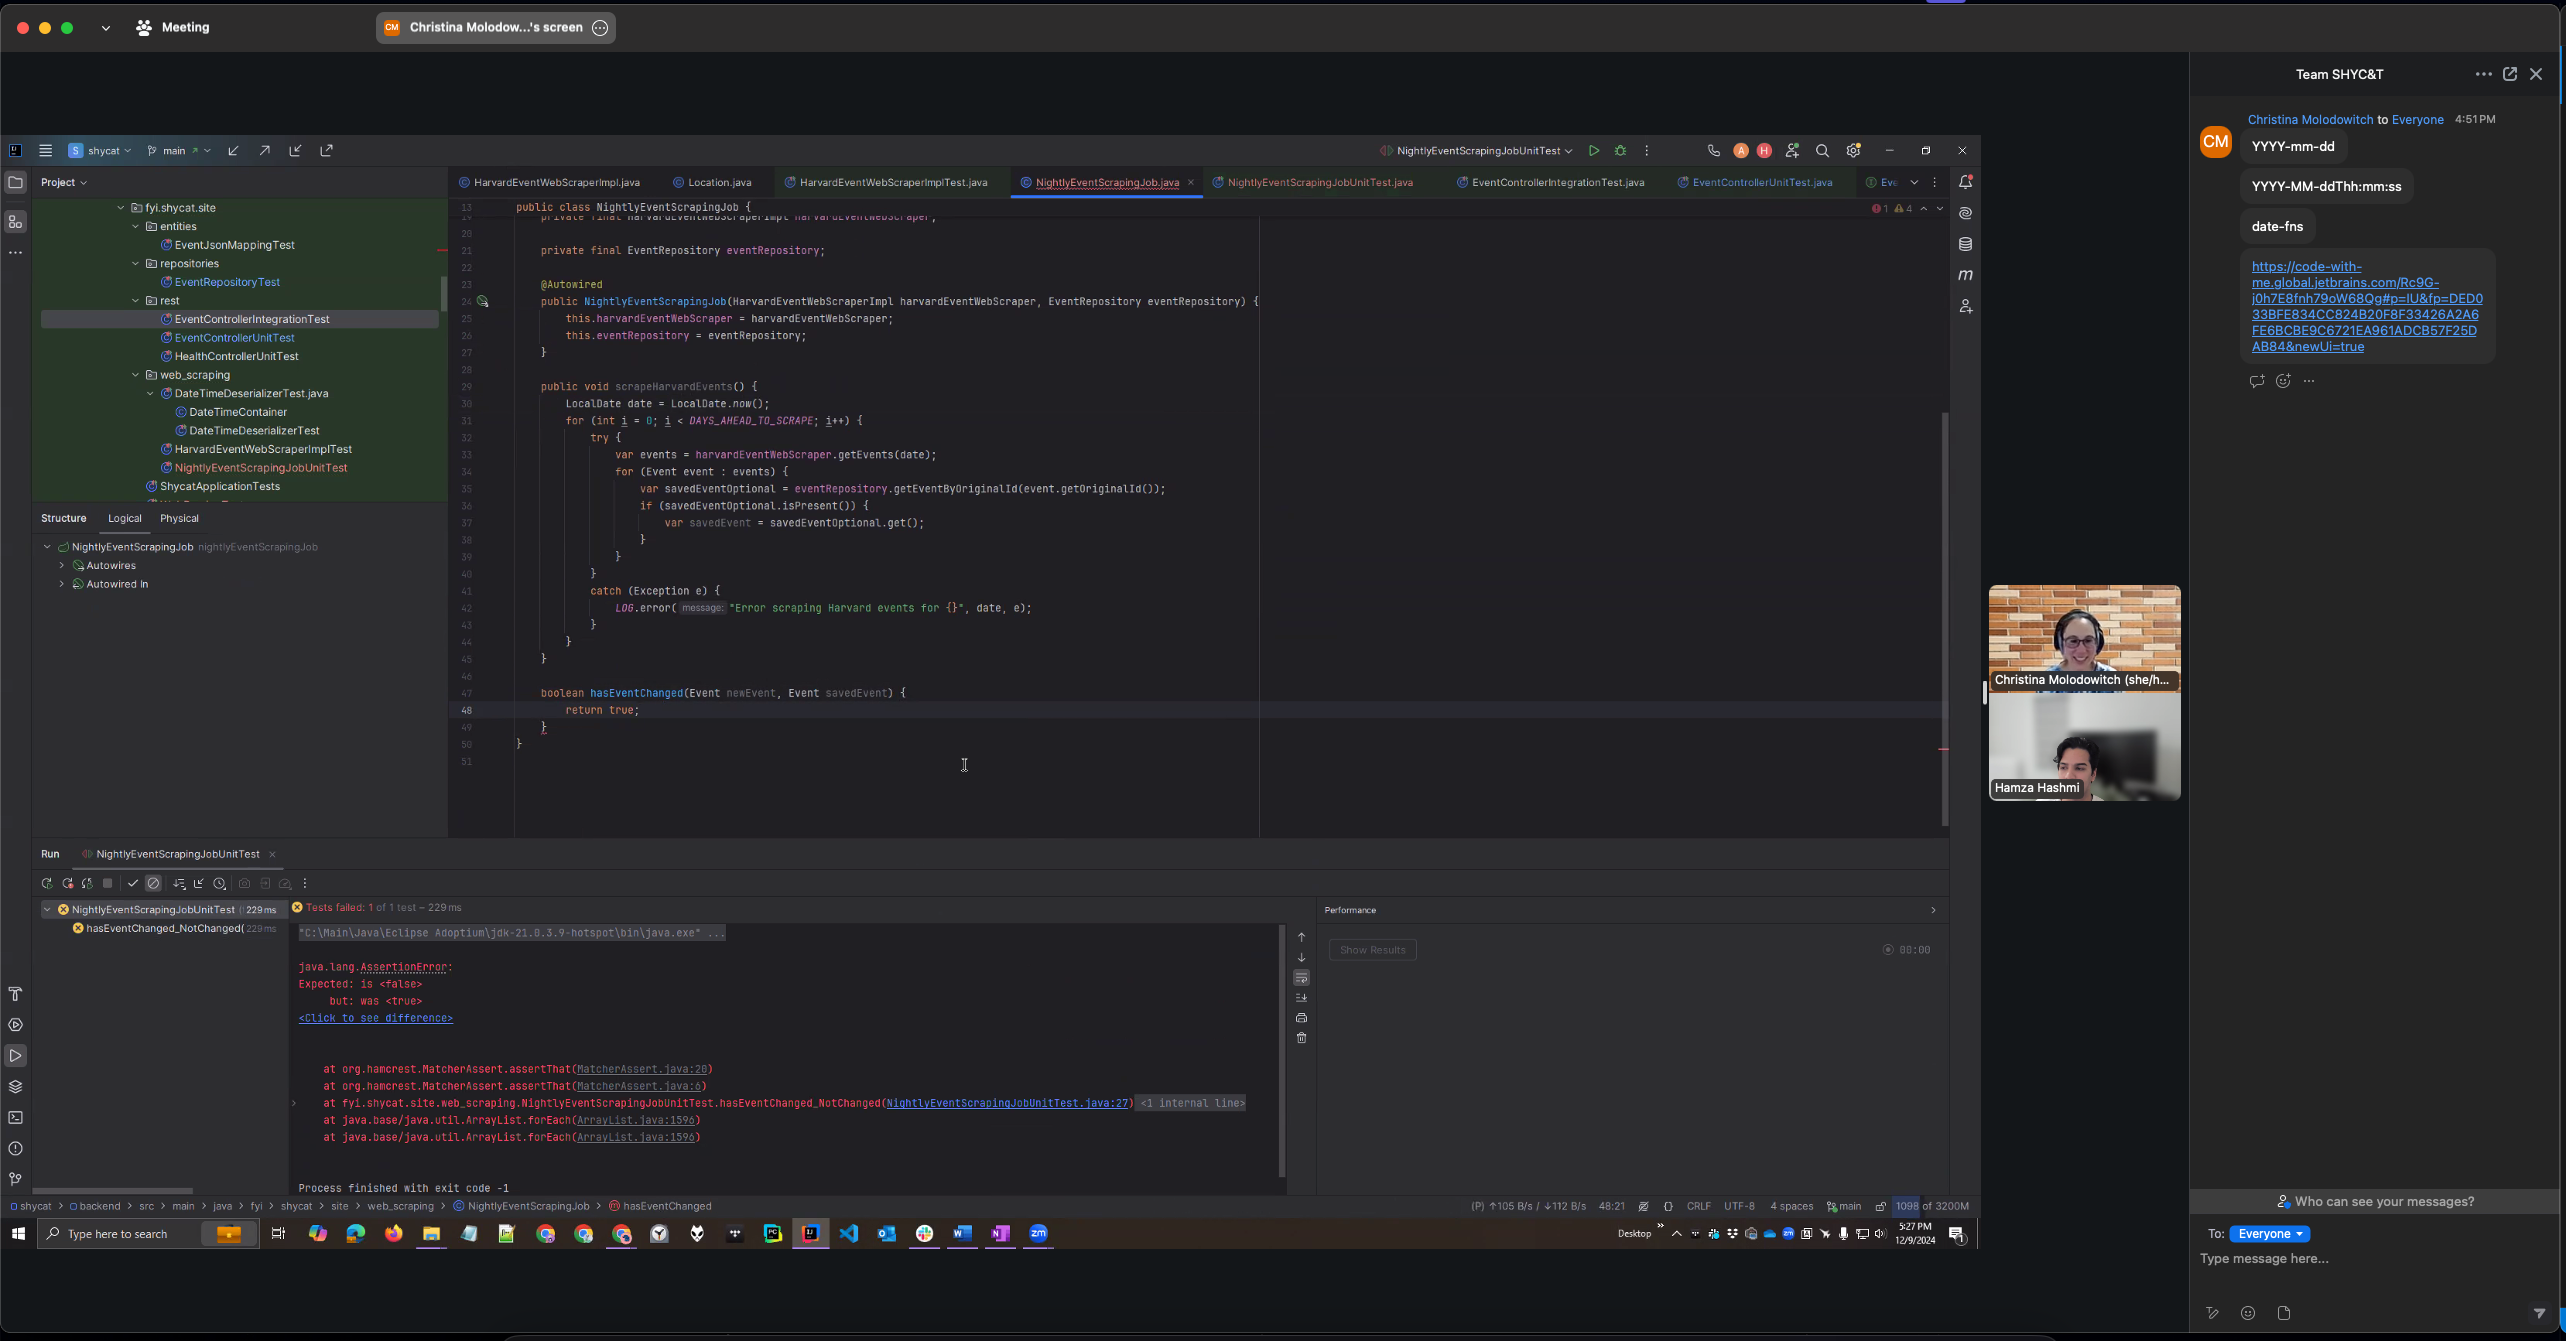 Meeting
CM Christina Molodow...'s screen
Team SHYC&T
Christina Molodowitch to Everyone 4:51 PM
CM
YYYY-mm-dd
YYYY-MM-ddThh:mm:ss
date-fns
https://code-with-
me.global.jetbrains.com/Rc9G-
j0h7E8fnh79oW68Qg#p=IU&fp=DED0
33BFE834CC824B20F8F33426A2A6
FE6BCBE9C6721EA961ADCB57F25D
AB84&newUi=true
S shycat main
NightlyEventScrapingJobUnitTest
A H
Project
HarvardEventWebScraperImpl.java Location.java HarvardEventWebScraperImplTest.java NightlyEventScrapingJob.java NightlyEventScrapingJobUnitTest.java EventControllerIntegrationTest.java EventControllerUnitTest.java Eve
fyi.shycat.site
entities
EventJsonMappingTest
repositories
EventRepositoryTest
rest
EventControllerIntegrationTest
EventControllerUnitTest
HealthControllerUnitTest
web_scraping
DateTimeDeserializerTest.java
DateTimeContainer
DateTimeDeserializerTest
HarvardEventWebScraperImplTest
NightlyEventScrapingJobUnitTest
ShycatApplicationTests
Structure Logical Physical
NightlyEventScrapingJob nightlyEventScrapingJob
Autowires
Autowired In
1 4
13 public class NightlyEventScrapingJob {
19 private final HarvardEventWebScraperImpl harvardEventWebScraper;
20
21 private final EventRepository eventRepository;
22
23 @Autowired
24 public NightlyEventScrapingJob(HarvardEventWebScraperImpl harvardEventWebScraper, EventRepository eventRepository) {
25 this.harvardEventWebScraper = harvardEventWebScraper;
26 this.eventRepository = eventRepository;
27 }
28
29 public void scrapeHarvardEvents() {
30 LocalDate date = LocalDate.now();
31 for (int i = 0; i < DAYS_AHEAD_TO_SCRAPE; i++) {
32 try {
33 var events = harvardEventWebScraper.getEvents(date);
34 for (Event event : events) {
35 var savedEventOptional = eventRepository.getEventByOriginalId(event.getOriginalId());
36 if (savedEventOptional.isPresent()) {
37 var savedEvent = savedEventOptional.get();
38 }
39 }
40 }
41 catch (Exception e) {
42 LOG.error( message: "Error scraping Harvard events for {}", date, e);
43 }
44 }
45 }
46
47 boolean hasEventChanged(Event newEvent, Event savedEvent) {
48 return true;
49 }
50 }
51
Christina Molodowitch (she/h...
Hamza Hashmi
Run NightlyEventScrapingJobUnitTest
NightlyEventScrapingJobUnitTest 229 ms
hasEventChanged_NotChanged( 229 ms
Tests failed: 1 of 1 test – 229 ms
"C:\Main\Java\Eclipse Adoptium\jdk-21.0.3.9-hotspot\bin\java.exe" ...
java.lang.AssertionError:
Expected: is <false>
but: was <true>
<Click to see difference>
at org.hamcrest.MatcherAssert.assertThat(MatcherAssert.java:20)
at org.hamcrest.MatcherAssert.assertThat(MatcherAssert.java:6)
at fyi.shycat.site.web_scraping.NightlyEventScrapingJobUnitTest.hasEventChanged_NotChanged(NightlyEventScrapingJobUnitTest.java:27) <1 internal line>
at java.base/java.util.ArrayList.forEach(ArrayList.java:1596)
at java.base/java.util.ArrayList.forEach(ArrayList.java:1596)
Process finished with exit code -1
Performance
Show Results
00:00
shycat > backend > src > main > java > fyi > shycat > site > web_scraping > NightlyEventScrapingJob > hasEventChanged
(P) ↑105 B/s / ↓112 B/s 48:21 {} CRLF UTF-8 4 spaces main 1098 of 3200M
Type here to search
Desktop
5:27 PM
12/9/2024
Who can see your messages?
To: Everyone
Type message here...